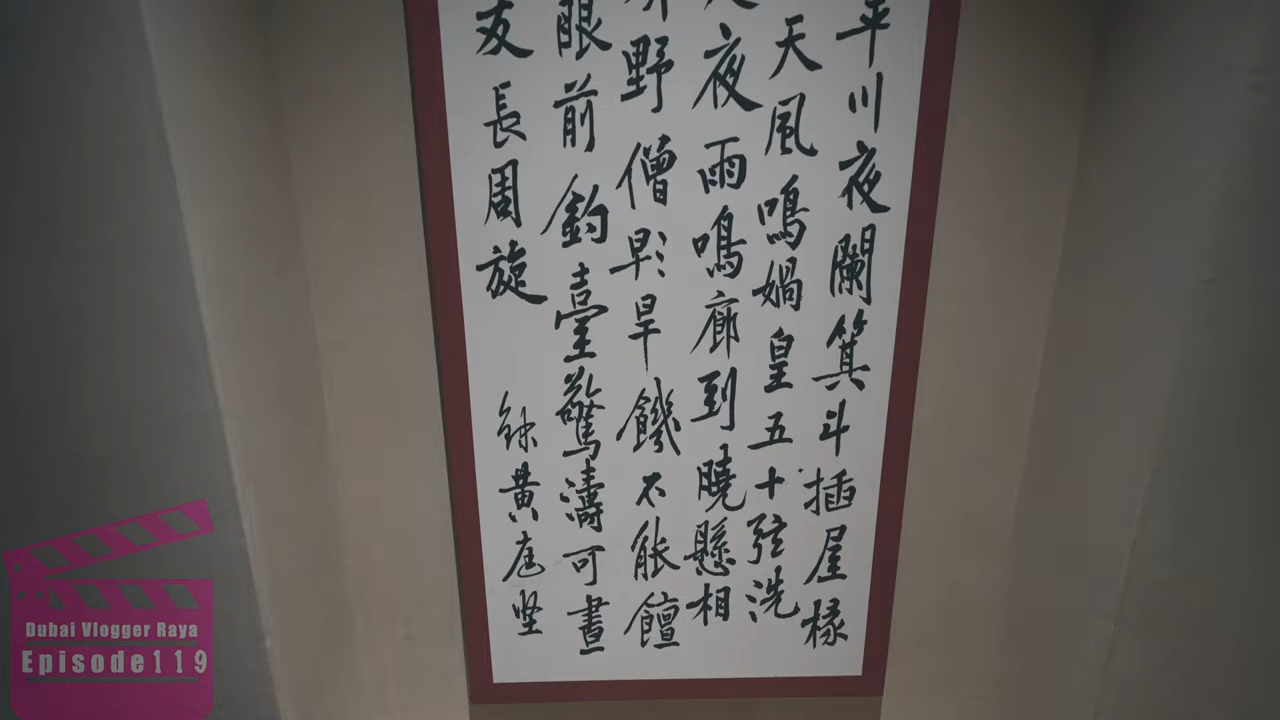 平川夜闌箕斗插屋椽
天風鳴媧皇五十弦洗
夜雨鳴廊到曉懸相
野僧早旱饑不能饘
眼前釣臺驚濤可晝
友長周旋
錄黃庭坚
Dubai Vlogger Raya
Episode119